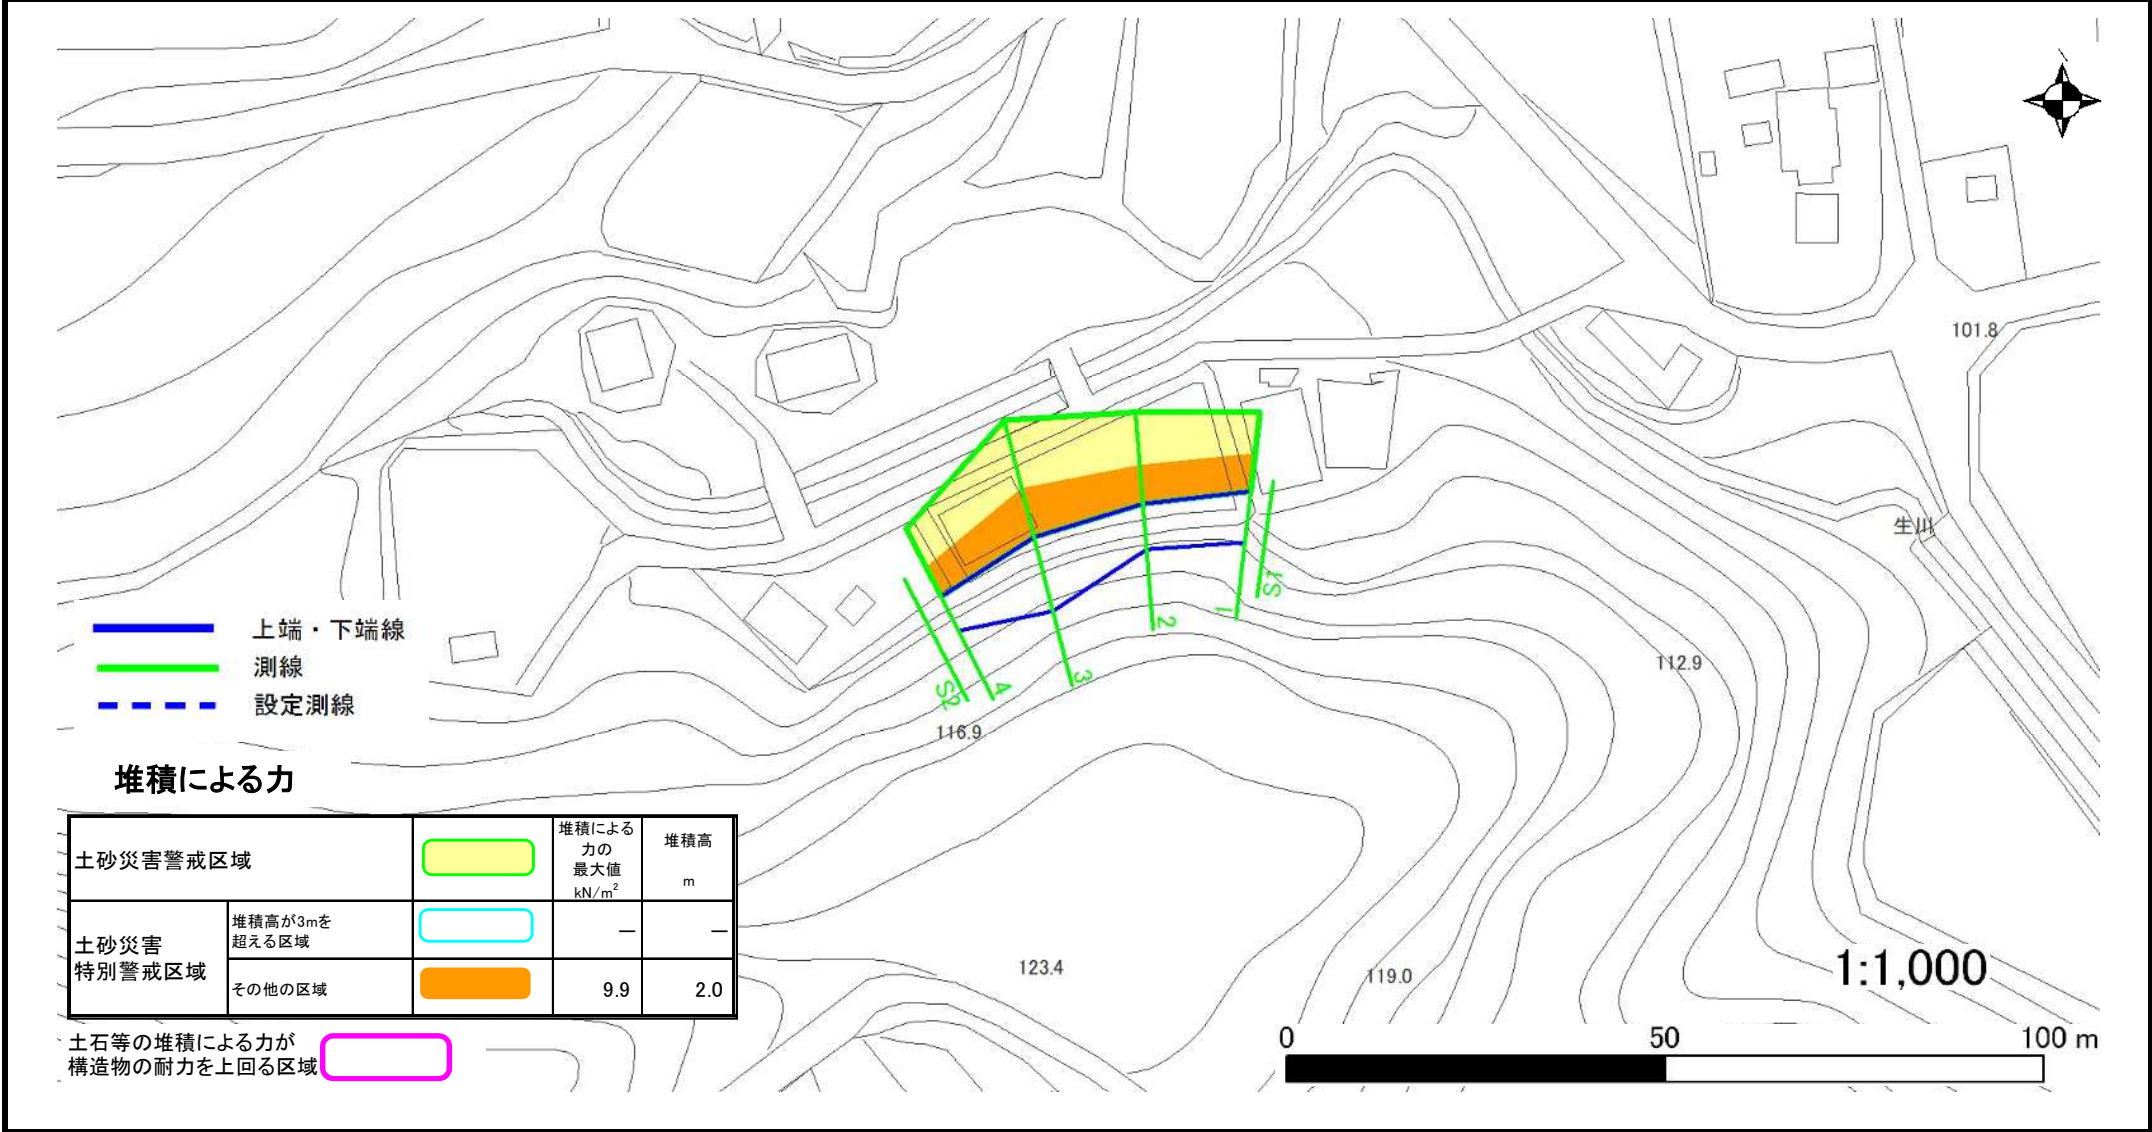 101.8
生川
上端・下端線
測線
設定測線
S1
1
2
3
4
S2
112.9
116.9
堆積による力
土砂災害警戒区域
堆積による
力の
最大値
kN/m²
堆積高
m
土砂災害
特別警戒区域
堆積高が3mを
超える区域
—
—
その他の区域
9.9
2.0
土石等の堆積による力が
構造物の耐力を上回る区域
123.4
119.0
1:1,000
0 50 100 m